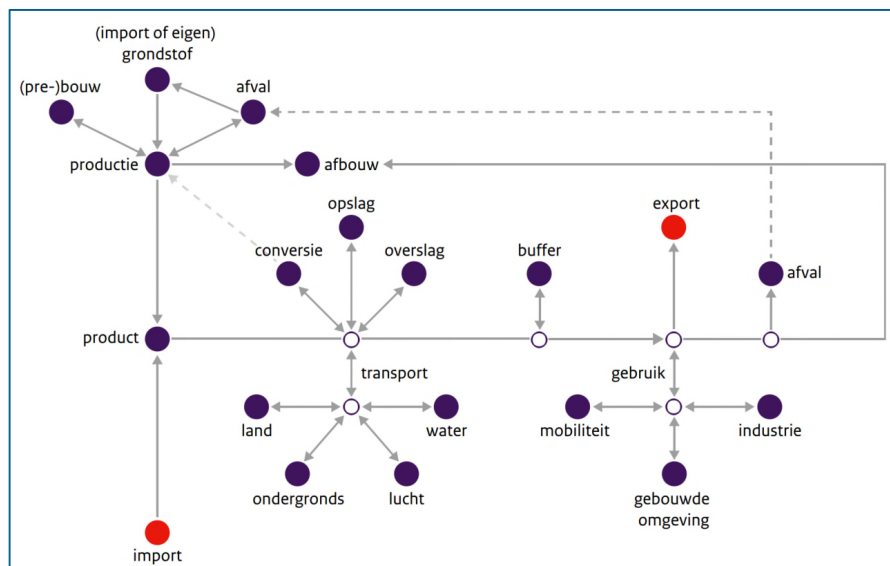 (import of eigen)
grondstof
(pre-)bouw
afval
productie
afbouw
opslag
export
conversie
overslag
buffer
afval
product
transport
gebruik
land
water
mobiliteit
industrie
ondergronds
lucht
gebouwde
omgeving
import